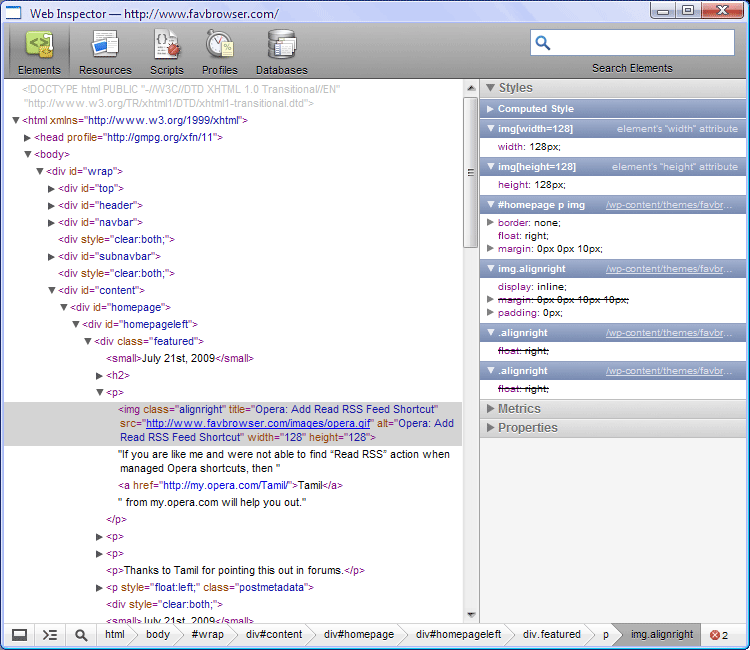 Web Inspector — http://www.favbrowser.com/
Elements Resources Scripts Profiles Databases
Search Elements
<!DOCTYPE html PUBLIC "-//W3C//DTD XHTML 1.0 Transitional//EN"
"http://www.w3.org/TR/xhtml1/DTD/xhtml1-transitional.dtd">
<html xmlns="http://www.w3.org/1999/xhtml">
<head profile="http://gmpg.org/xfn/11">
<body>
<div id="wrap">
<div id="top">
<div id="header">
<div id="navbar">
<div style="clear:both;">
<div id="subnavbar">
<div style="clear:both;">
<div id="content">
<div id="homepage">
<div id="homepageleft">
<div class="featured">
<small>July 21st, 2009</small>
<h2>
<p>
<img class="alignright" title="Opera: Add Read RSS Feed Shortcut"
src="http://www.favbrowser.com/images/opera.gif" alt="Opera: Add
Read RSS Feed Shortcut" width="128" height="128">
"If you are like me and were not able to find “Read RSS” action when
managed Opera shortcuts, then "
<a href="http://my.opera.com/Tamil/">Tamil</a>
" from my.opera.com will help you out."
</p>
<p>
<p>
<p>Thanks to Tamil for pointing this out in forums.</p>
<p style="float:left;" class="postmetadata">
<div style="clear:both;">
<small>July 21st, 2009</small>
Styles
Computed Style
img[width=128] element's "width" attribute
width: 128px;
img[height=128] element's "height" attribute
height: 128px;
#homepage p img /wp-content/themes/favbr...
border: none;
float: right;
margin: 0px 0px 10px;
img.alignright /wp-content/themes/favbr...
display: inline;
margin: 0px 0px 10px 10px;
padding: 0px;
.alignright /wp-content/themes/favbr...
float: right;
.alignright /wp-content/themes/favbr...
float: right;
Metrics
Properties
html body #wrap div#content div#homepage div#homepageleft div.featured p img.alignright 2